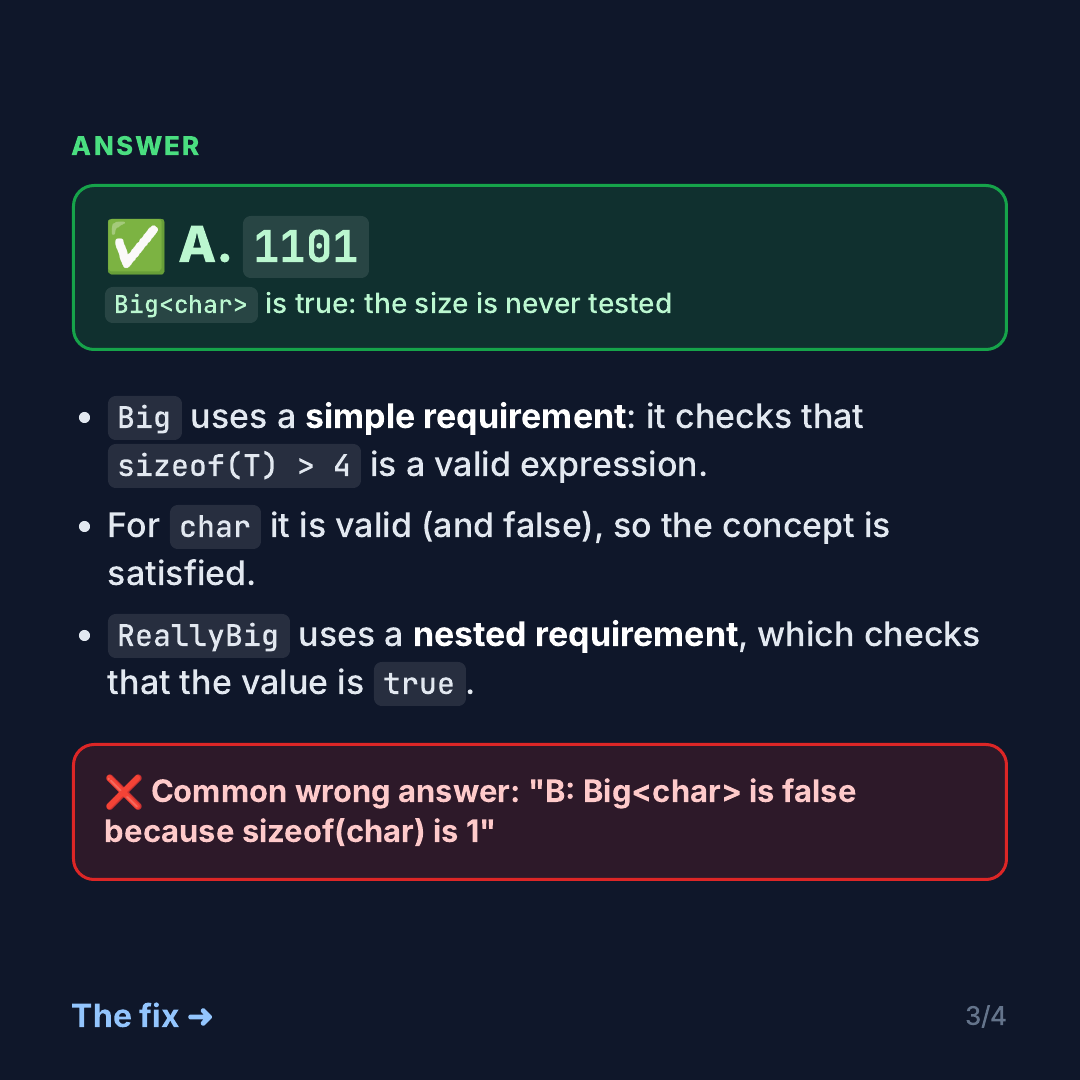 ANSWER
✅ A. 1101
Big<char> is true: the size is never tested
• Big uses a simple requirement: it checks that
sizeof(T) > 4 is a valid expression.
• For char it is valid (and false), so the concept is
satisfied.
• ReallyBig uses a nested requirement, which checks
that the value is true.
❌ Common wrong answer: "B: Big<char> is false
because sizeof(char) is 1"
The fix ➜
3/4